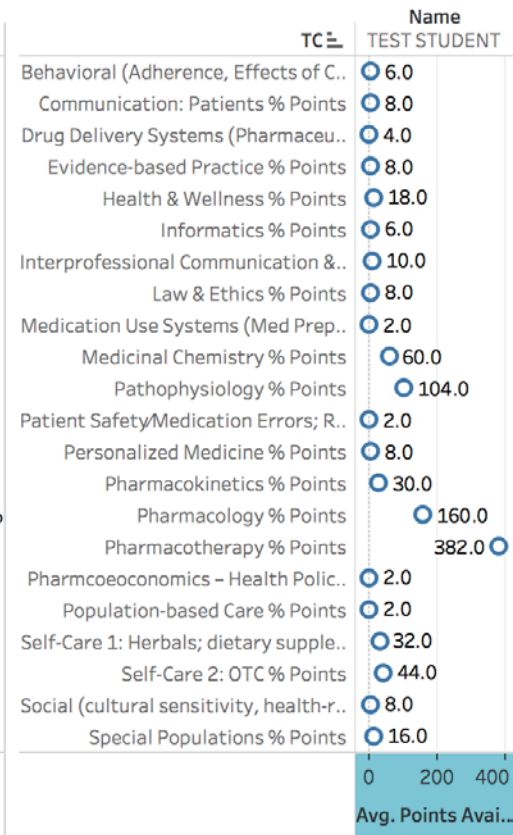 Name
TC TEST STUDENT
Behavioral (Adherence, Effects of C.. 6.0
Communication: Patients % Points 8.0
Drug Delivery Systems (Pharmaceu.. 4.0
Evidence-based Practice % Points 8.0
Health & Wellness % Points 18.0
Informatics % Points 6.0
Interprofessional Communication &.. 10.0
Law & Ethics % Points 8.0
Medication Use Systems (Med Prep.. 2.0
Medicinal Chemistry % Points 60.0
Pathophysiology % Points 104.0
Patient Safety/Medication Errors; R.. 2.0
Personalized Medicine % Points 8.0
Pharmacokinetics % Points 30.0
Pharmacology % Points 160.0
Pharmacotherapy % Points 382.0
Pharmcoeoconomics – Health Polic.. 2.0
Population-based Care % Points 2.0
Self-Care 1: Herbals; dietary supple.. 32.0
Self-Care 2: OTC % Points 44.0
Social (cultural sensitivity, health-r.. 8.0
Special Populations % Points 16.0
0 200 400
Avg. Points Avai..